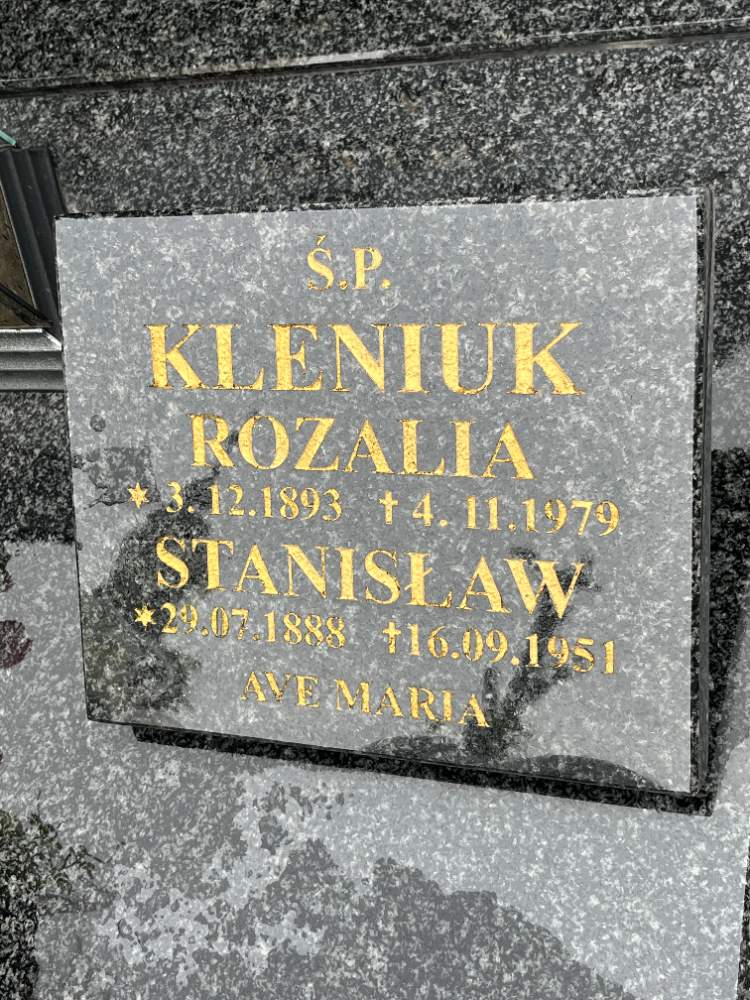 Ś.P.
KLENIUK
ROZALIA
* 3.12.1893 † 4.11.1979
STANISŁAW
* 29.07.1888 † 16.09.1951
AVE MARIA